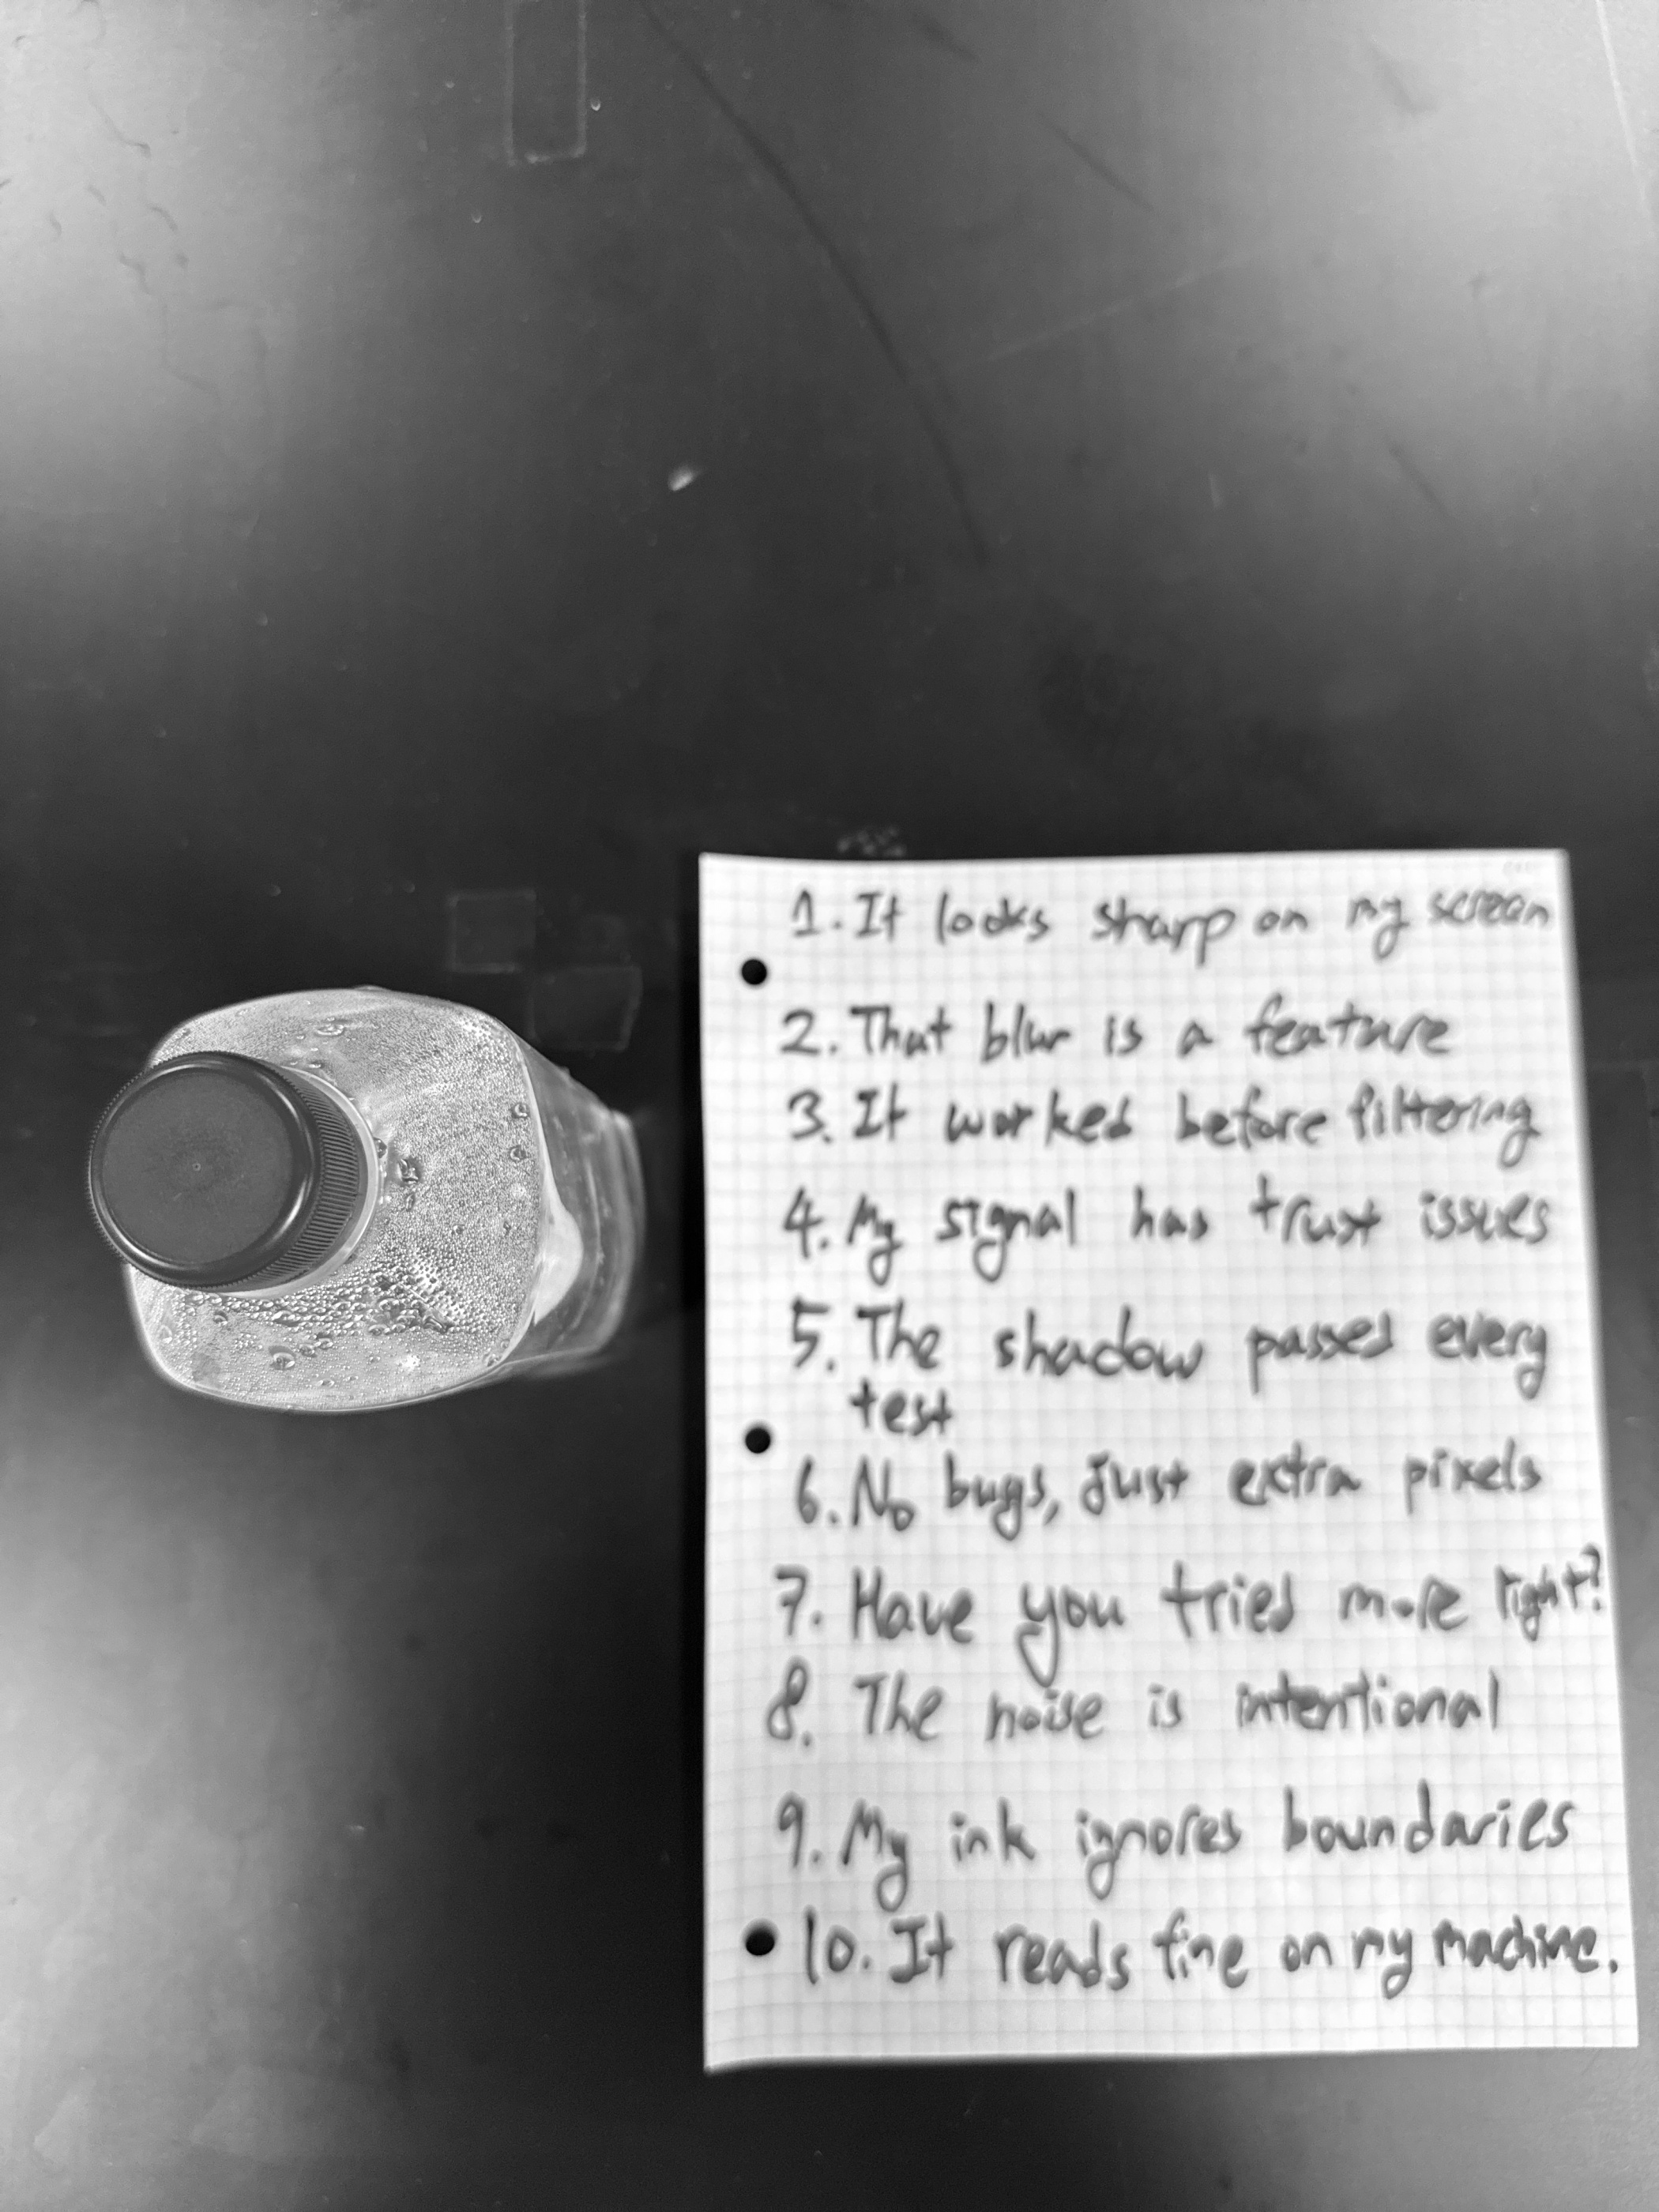 1. It looks sharp on my screen
2. That blur is a feature
3. It worked before filtering
4. My signal has trust issues
5. The shadow passes every
test
6. No bugs, just extra pixels
7. Have you tried more right?
8. The noise is intentional
9. My ink ignores boundaries
10. It reads fine on my machine.